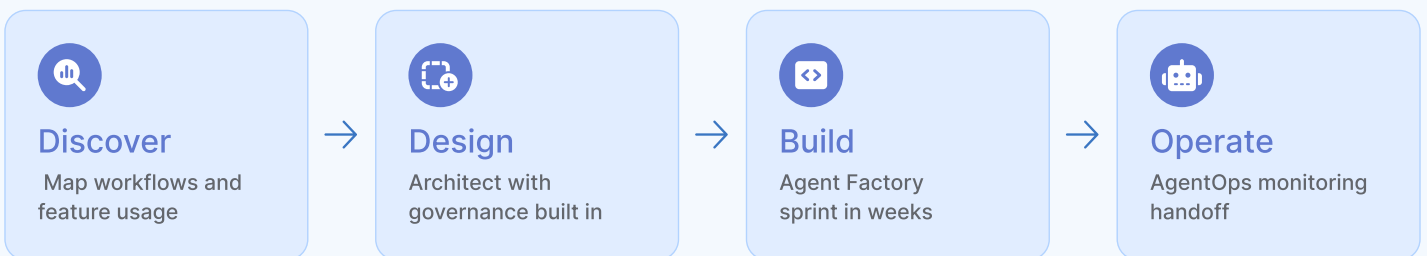 Discover
Map workflows and
feature usage
Design
Architect with
governance built in
Build
Agent Factory
sprint in weeks
Operate
AgentOps monitoring
handoff